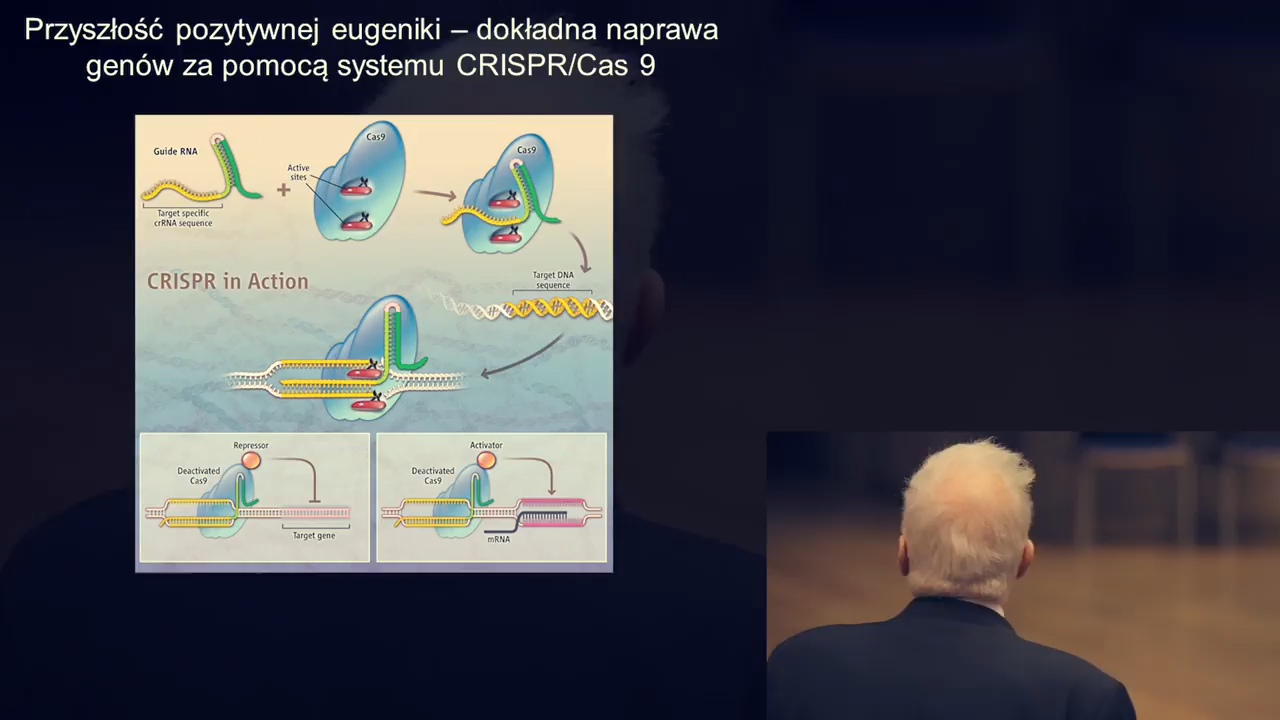 Przyszłość pozytywnej eugeniki – dokładna naprawa
genów za pomocą systemu CRISPR/Cas 9
Guide RNA
Target specific
crRNA sequence
+
Active
sites
Cas9
Cas9
CRISPR in Action
Target DNA
sequence
Repressor
Deactivated
Cas9
Target gene
Activator
Deactivated
Cas9
mRNA